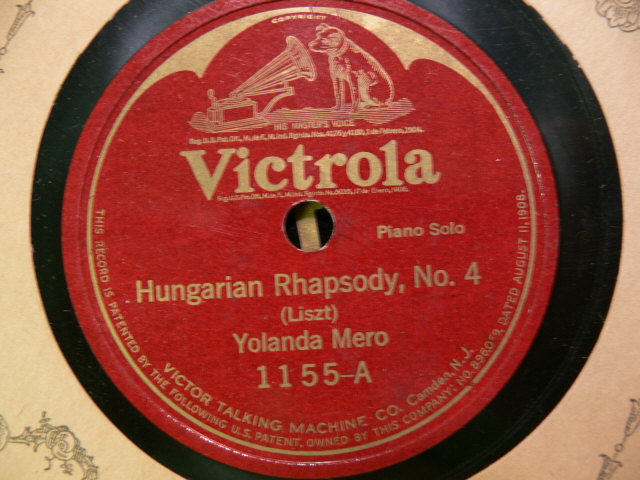 COPYRIGHT
HIS MASTER'S VOICE
Victrola
Piano Solo
Hungarian Rhapsody, No. 4
(Liszt)
Yolanda Mero
1155-A
VICTOR TALKING MACHINE CO. Camden, N.J.
THIS RECORD IS PATENTED BY THE FOLLOWING U.S. PATENT, OWNED BY THIS COMPANY: NO. 896059, DATED AUGUST 11, 1908.